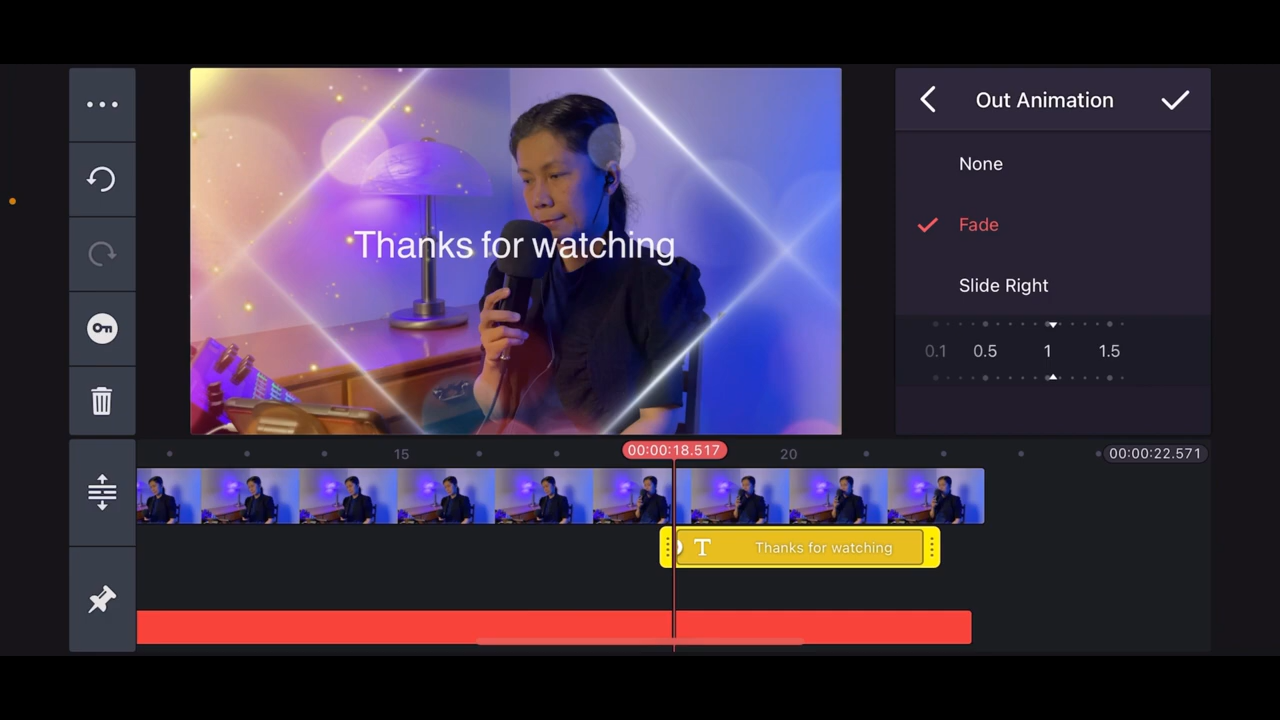 Out Animation
None
Thanks for watching
Fade
Slide Right
0.1 0.5 1 1.5
15 00:00:18.517 20 00:00:22.571
T Thanks for watching